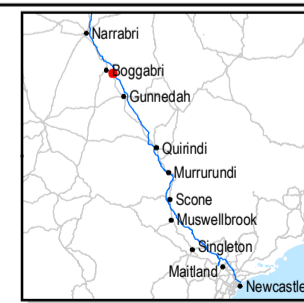 Narrabri
Boggabri
Gunnedah
Quirindi
Murrurundi
Scone
Muswellbrook
Singleton
Maitland
Newcastle